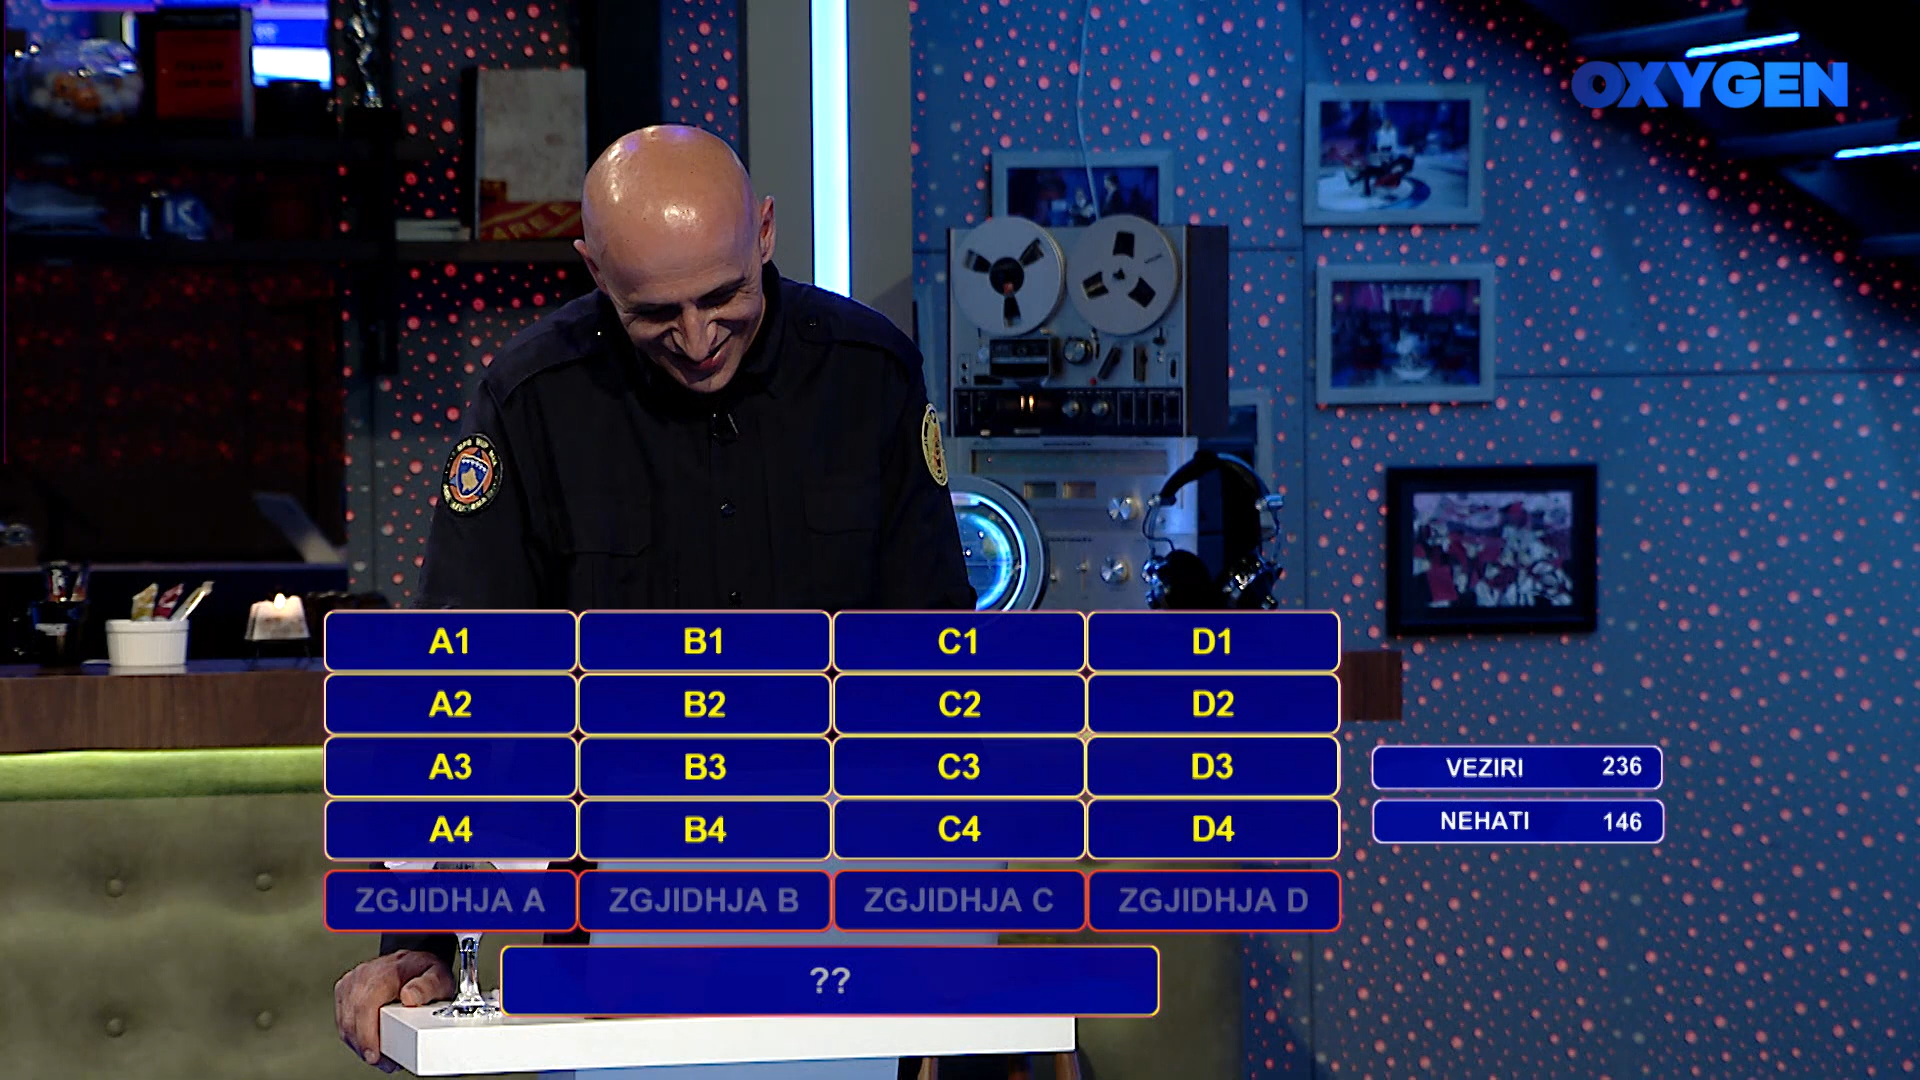 OXYGEN
A1 B1 C1 D1
A2 B2 C2 D2
A3 B3 C3 D3
A4 B4 C4 D4
ZGJIDHJA A ZGJIDHJA B ZGJIDHJA C ZGJIDHJA D
??
VEZIRI 236
NEHATI 146